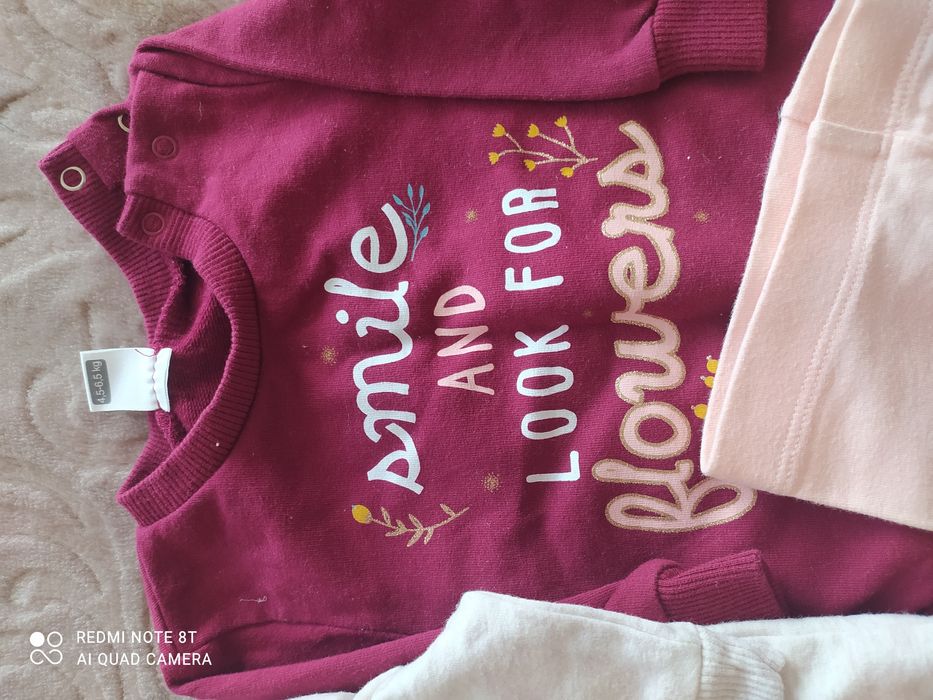 smile
AND
LOOK FOR
flowers
4,5-6,5 kg
REDMI NOTE 8T
AI QUAD CAMERA